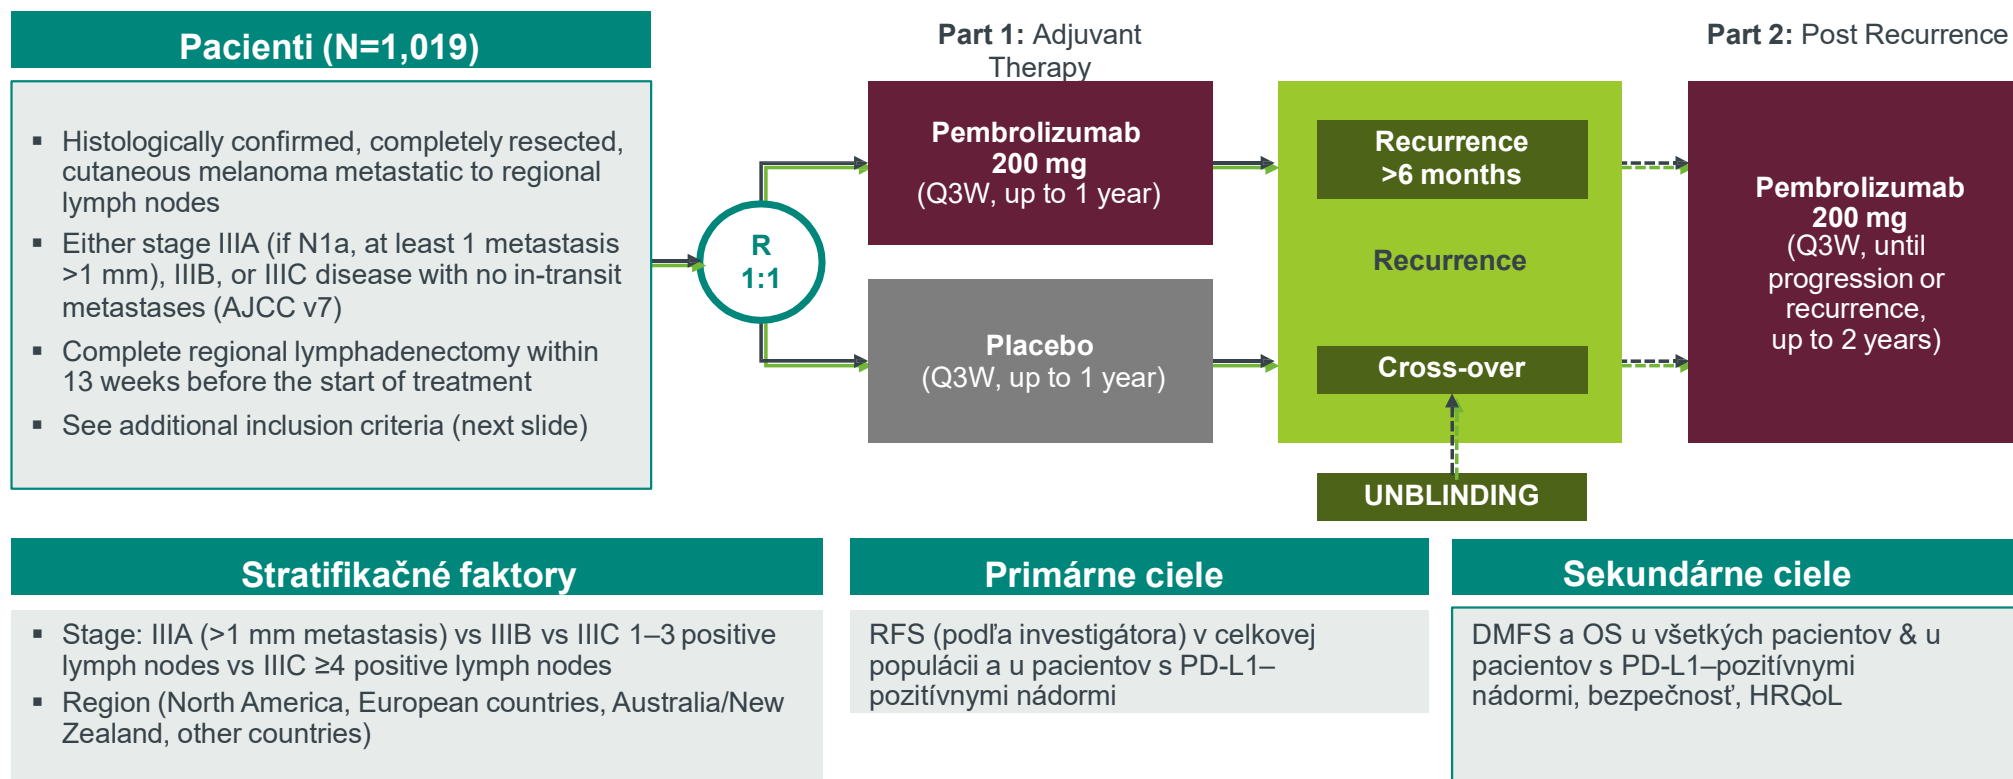 Pacienti (N=1,019)
▪ Histologically confirmed, completely resected,
cutaneous melanoma metastatic to regional
lymph nodes
▪ Either stage IIIA (if N1a, at least 1 metastasis
>1 mm), IIIB, or IIIC disease with no in-transit
metastases (AJCC v7)
▪ Complete regional lymphadenectomy within
13 weeks before the start of treatment
▪ See additional inclusion criteria (next slide)
R
1:1
Part 1: Adjuvant
Therapy
Pembrolizumab
200 mg
(Q3W, up to 1 year)
Placebo
(Q3W, up to 1 year)
Recurrence
>6 months
Recurrence
Cross-over
UNBLINDING
Part 2: Post Recurrence
Pembrolizumab
200 mg
(Q3W, until
progression or
recurrence,
up to 2 years)
Stratifikačné faktory
▪ Stage: IIIA (>1 mm metastasis) vs IIIB vs IIIC 1–3 positive
lymph nodes vs IIIC ≥4 positive lymph nodes
▪ Region (North America, European countries, Australia/New
Zealand, other countries)
Primárne ciele
RFS (podľa investigátora) v celkovej
populácii a u pacientov s PD-L1–
pozitívnymi nádormi
Sekundárne ciele
DMFS a OS u všetkých pacientov & u
pacientov s PD-L1–pozitívnymi
nádormi, bezpečnosť, HRQoL